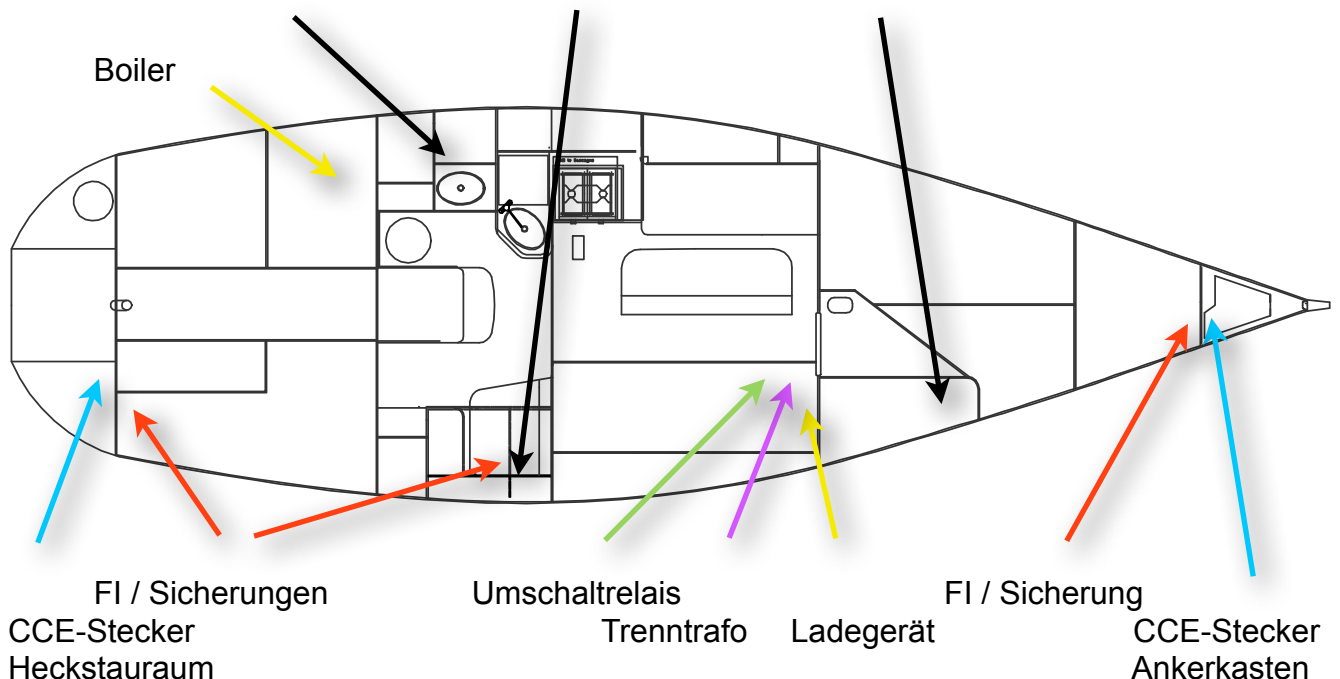 Boiler
FI / Sicherungen Umschaltrelais FI / Sicherung
CCE-Stecker Trenntrafo Ladegerät CCE-Stecker
Heckstauraum Ankerkasten